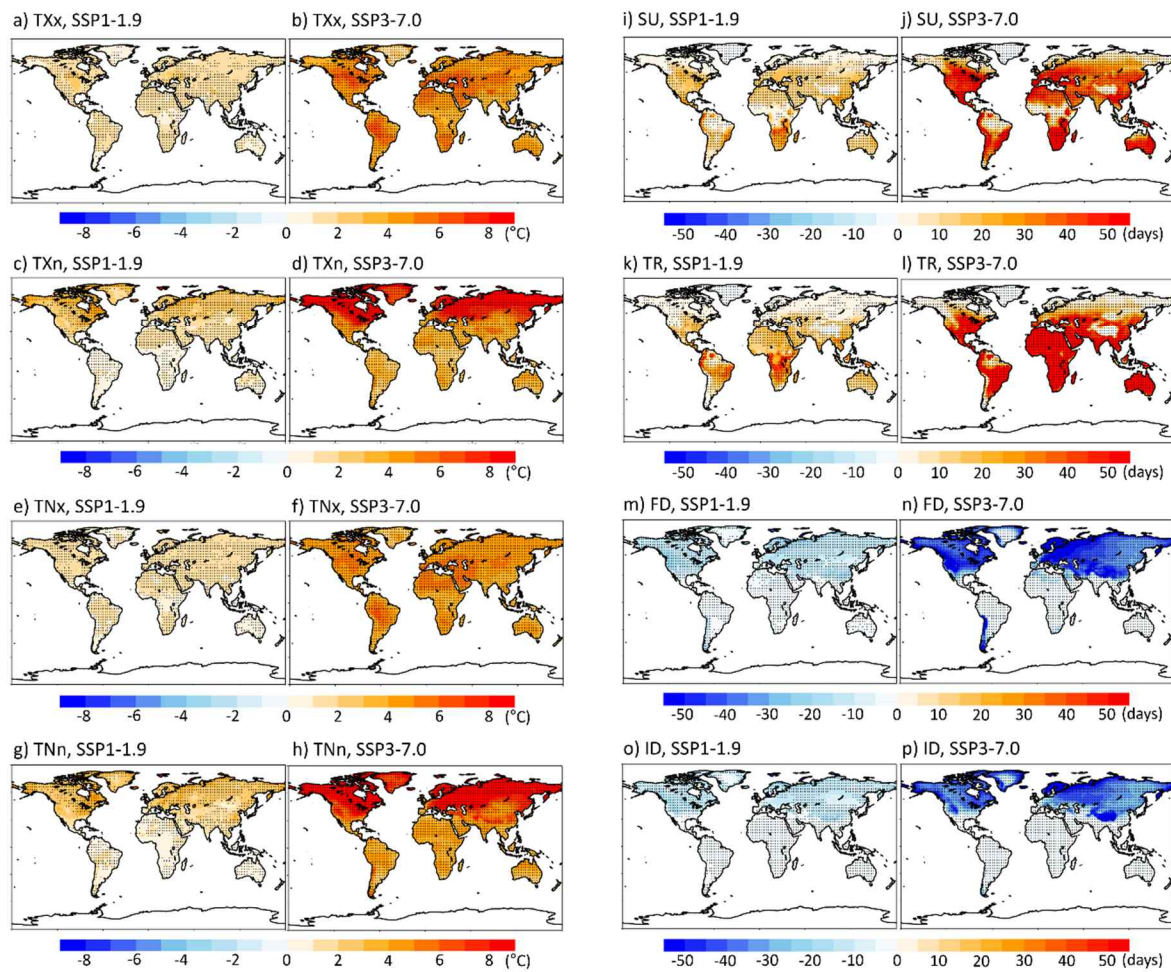 a) TXx, SSP1-1.9
b) TXx, SSP3-7.0
-8 -6 -4 -2 0 2 4 6 8 (°C)
c) TXn, SSP1-1.9
d) TXn, SSP3-7.0
-8 -6 -4 -2 0 2 4 6 8 (°C)
e) TNx, SSP1-1.9
f) TNx, SSP3-7.0
-8 -6 -4 -2 0 2 4 6 8 (°C)
g) TNn, SSP1-1.9
h) TNn, SSP3-7.0
-8 -6 -4 -2 0 2 4 6 8 (°C)
i) SU, SSP1-1.9
j) SU, SSP3-7.0
-50 -40 -30 -20 -10 0 10 20 30 40 50 (days)
k) TR, SSP1-1.9
l) TR, SSP3-7.0
-50 -40 -30 -20 -10 0 10 20 30 40 50 (days)
m) FD, SSP1-1.9
n) FD, SSP3-7.0
-50 -40 -30 -20 -10 0 10 20 30 40 50 (days)
o) ID, SSP1-1.9
p) ID, SSP3-7.0
-50 -40 -30 -20 -10 0 10 20 30 40 50 (days)